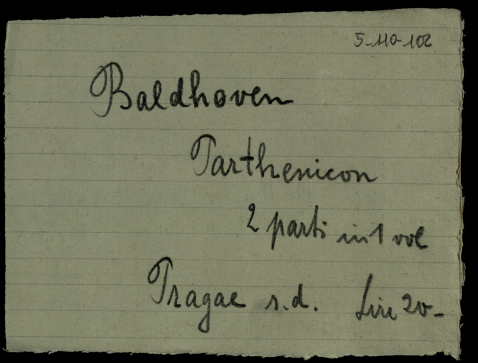 5-110-102
Baldhoven
Parthenicon
2 parti in 1 vol
Pragae s.d. Lire 20-